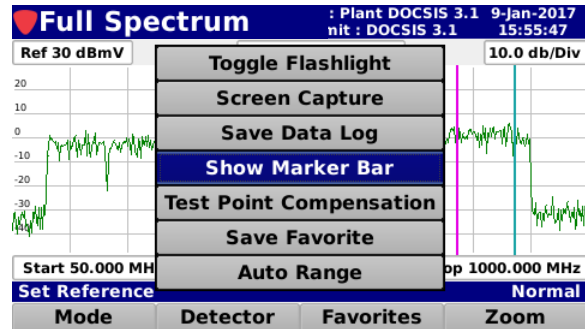 Full Spectrum
: Plant DOCSIS 3.1 9-Jan-2017
nit : DOCSIS 3.1 15:55:47
Ref 30 dBmV
10.0 db/Div
Toggle Flashlight
Screen Capture
Save Data Log
Show Marker Bar
Test Point Compensation
Save Favorite
Auto Range
20
10
0
-10
-20
-30
-40
Start 50.000 MH
op 1000.000 MHz
Set Reference
Normal
Mode
Detector
Favorites
Zoom